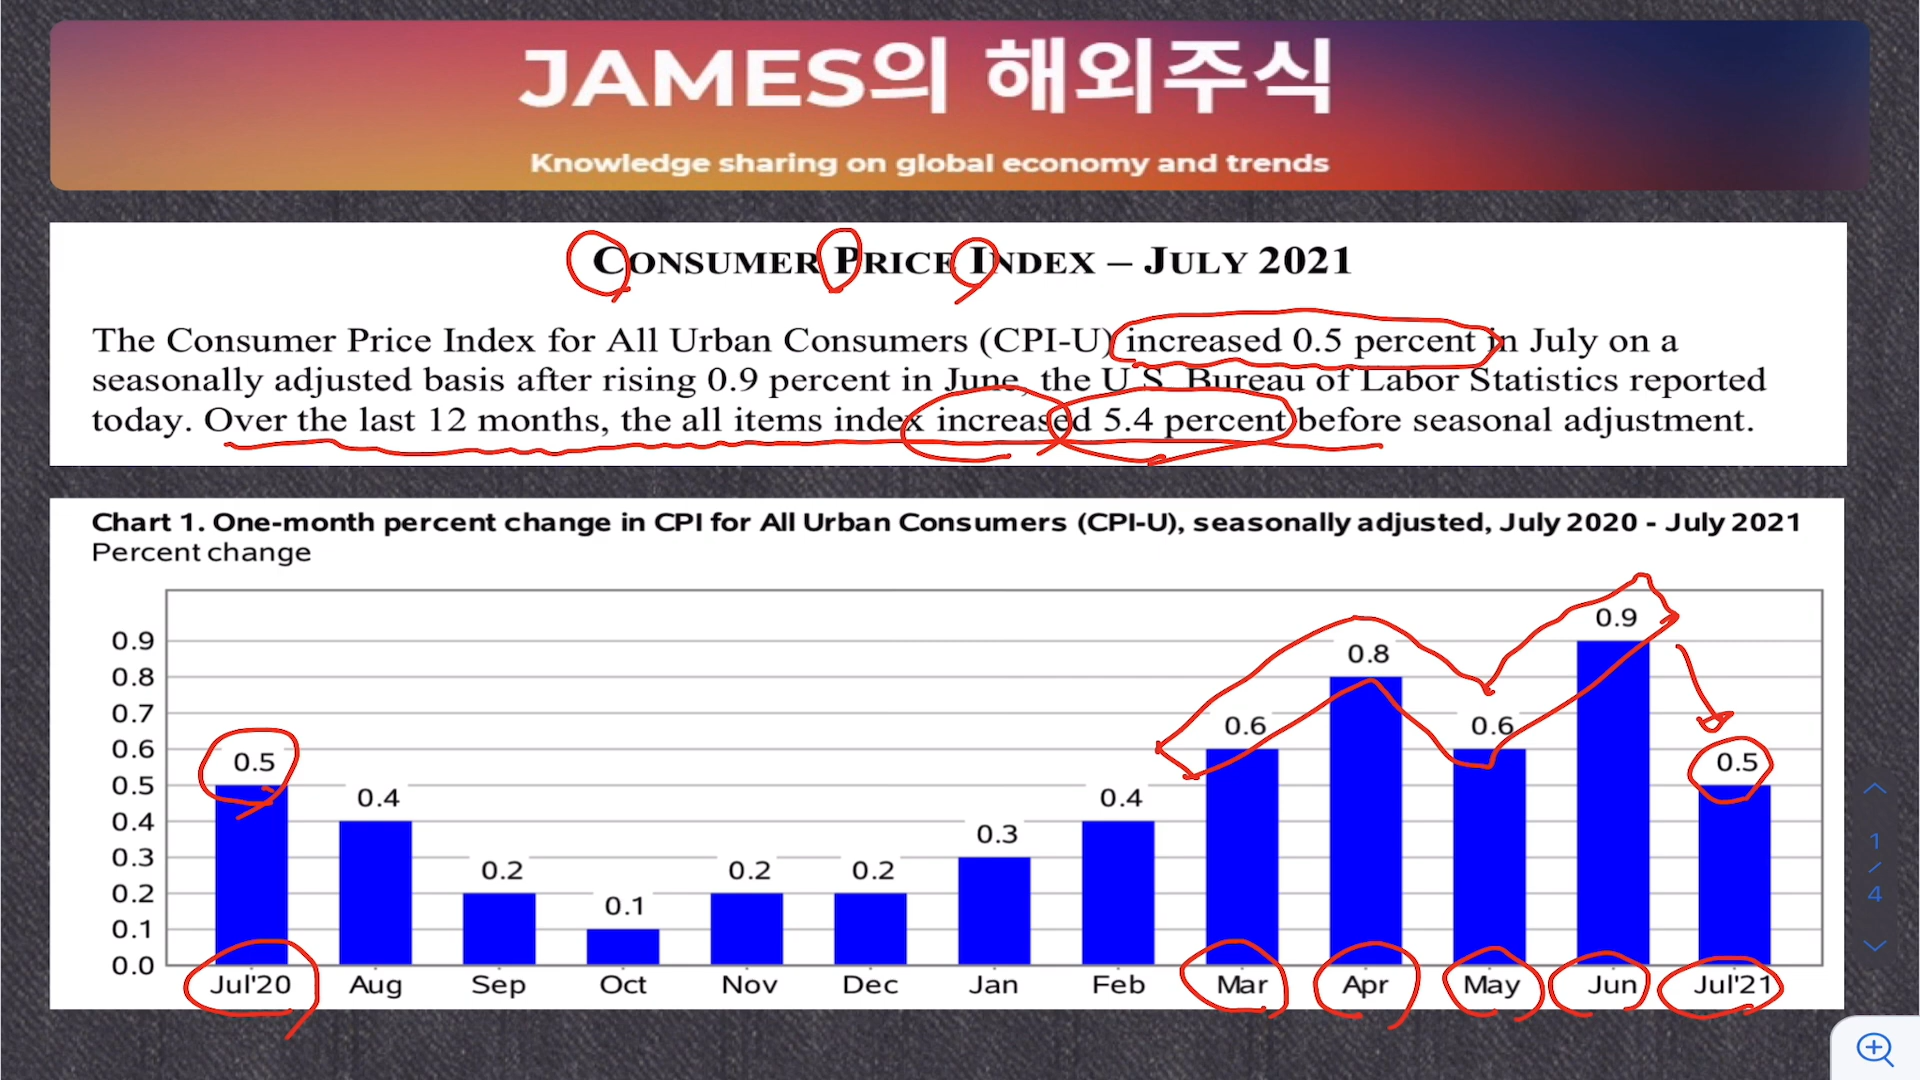 JAMES의 해외주식
Knowledge sharing on global economy and trends
CONSUMER PRICE INDEX – JULY 2021
The Consumer Price Index for All Urban Consumers (CPI-U) increased 0.5 percent in July on a
seasonally adjusted basis after rising 0.9 percent in June, the U.S. Bureau of Labor Statistics reported
today. Over the last 12 months, the all items index increased 5.4 percent before seasonal adjustment.
Chart 1. One-month percent change in CPI for All Urban Consumers (CPI-U), seasonally adjusted, July 2020 - July 2021
Percent change
0.9
0.8
0.7
0.6
0.5
0.4
0.3
0.2
0.1
0.0
0.5 0.4 0.2 0.1 0.2 0.2 0.3 0.4 0.6 0.8 0.6 0.9 0.5
Jul'20 Aug Sep Oct Nov Dec Jan Feb Mar Apr May Jun Jul'21
1
/
4